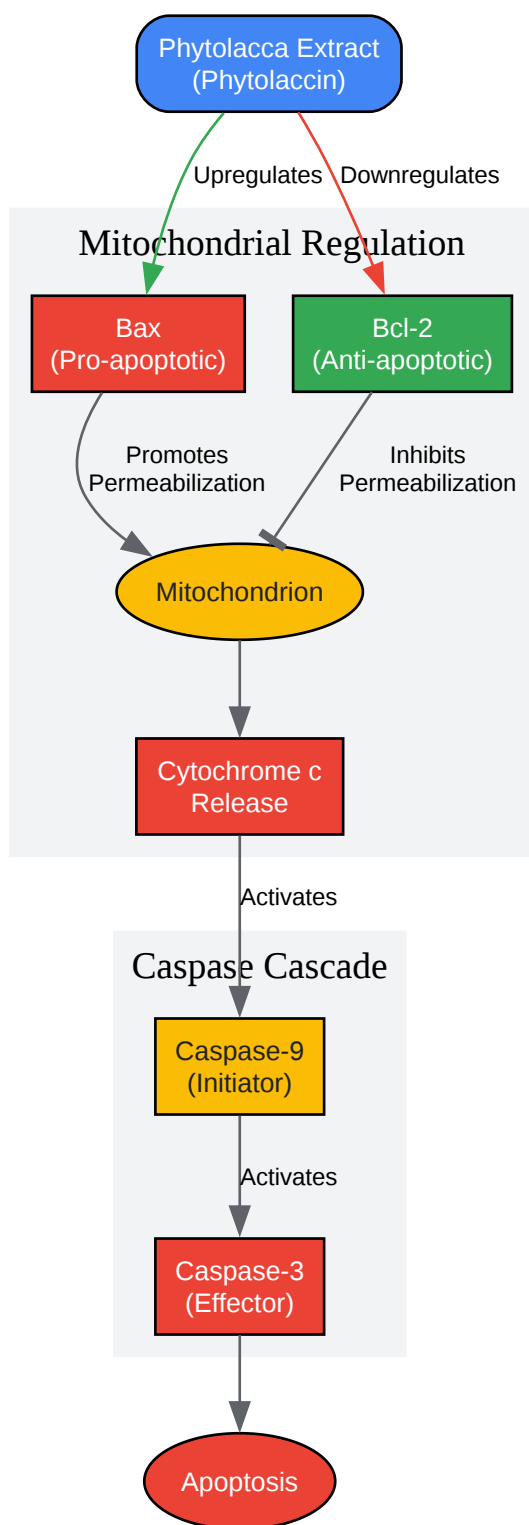 Phytolacca Extract
(Phytolaccin)
Upregulates
Downregulates
Mitochondrial Regulation
Bax
(Pro-apoptotic)
Bcl-2
(Anti-apoptotic)
Promotes
Permeabilization
Inhibits
Permeabilization
Mitochondrion
Cytochrome c
Release
Activates
Caspase Cascade
Caspase-9
(Initiator)
Activates
Caspase-3
(Effector)
Apoptosis